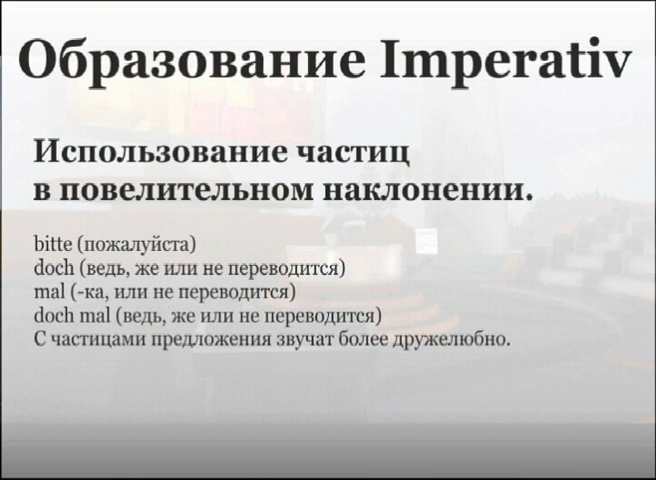 Образование Imperativ
Использование частиц
в повелительном наклонении.
bitte (пожалуйста)
doch (ведь, же или не переводится)
mal (-ка, или не переводится)
doch mal (ведь, же или не переводится)
С частицами предложения звучат более дружелюбно.